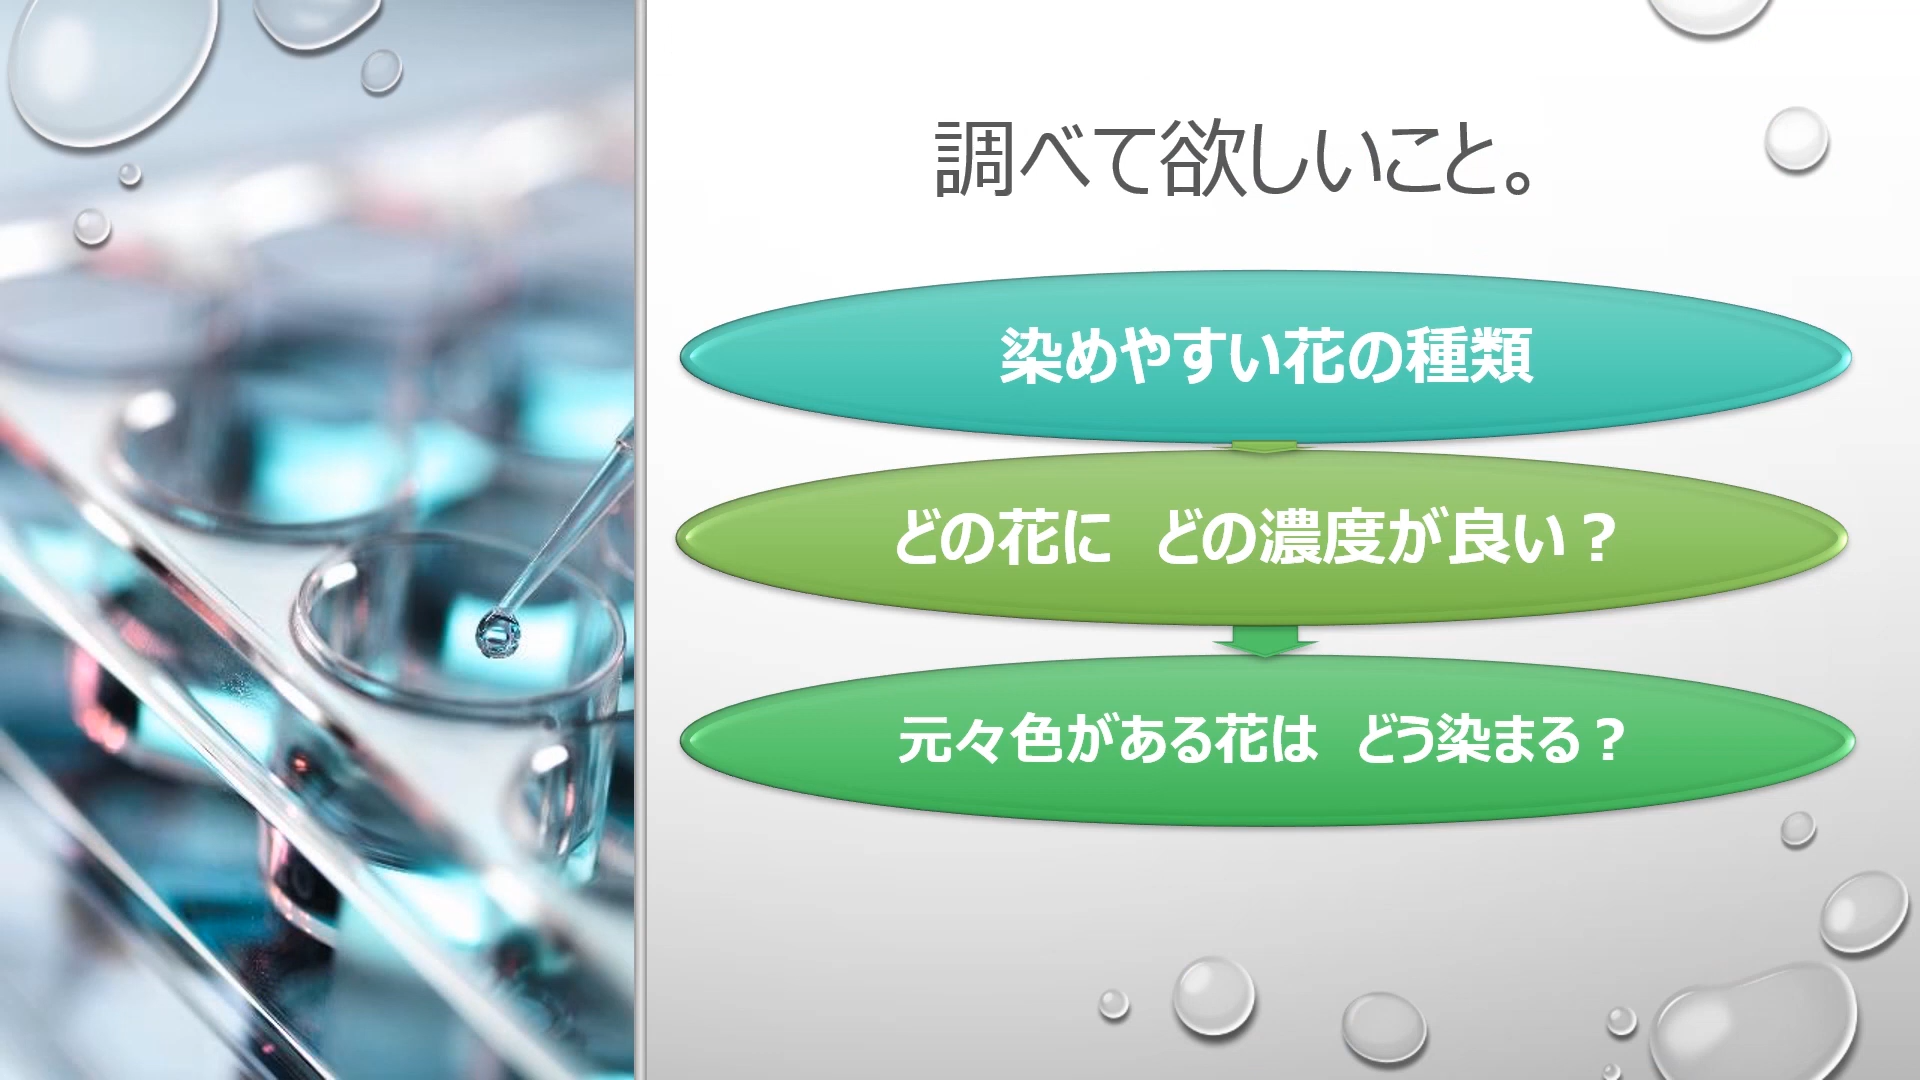 調べて欲しいこと。
染めやすい花の種類
どの花に　どの濃度が良い？
元々色がある花は　どう染まる？